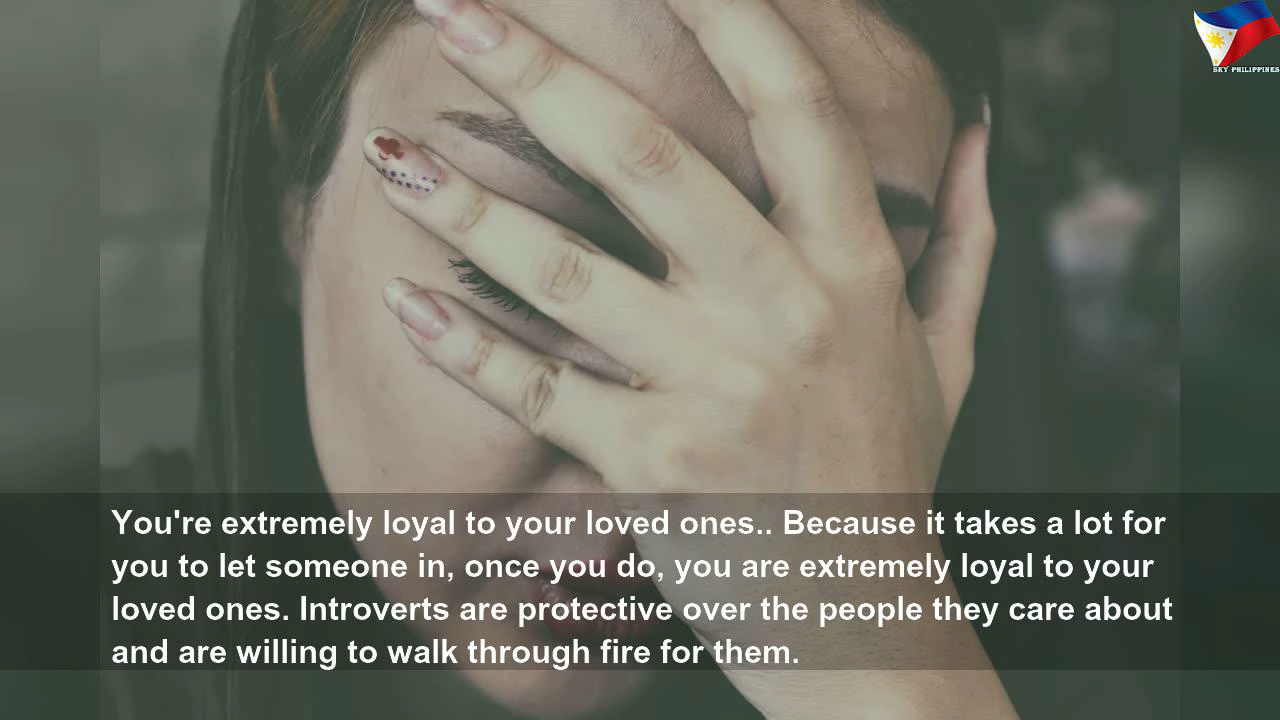 SKY PHILIPPINES
You're extremely loyal to your loved ones.. Because it takes a lot for
you to let someone in, once you do, you are extremely loyal to your
loved ones. Introverts are protective over the people they care about
and are willing to walk through fire for them.